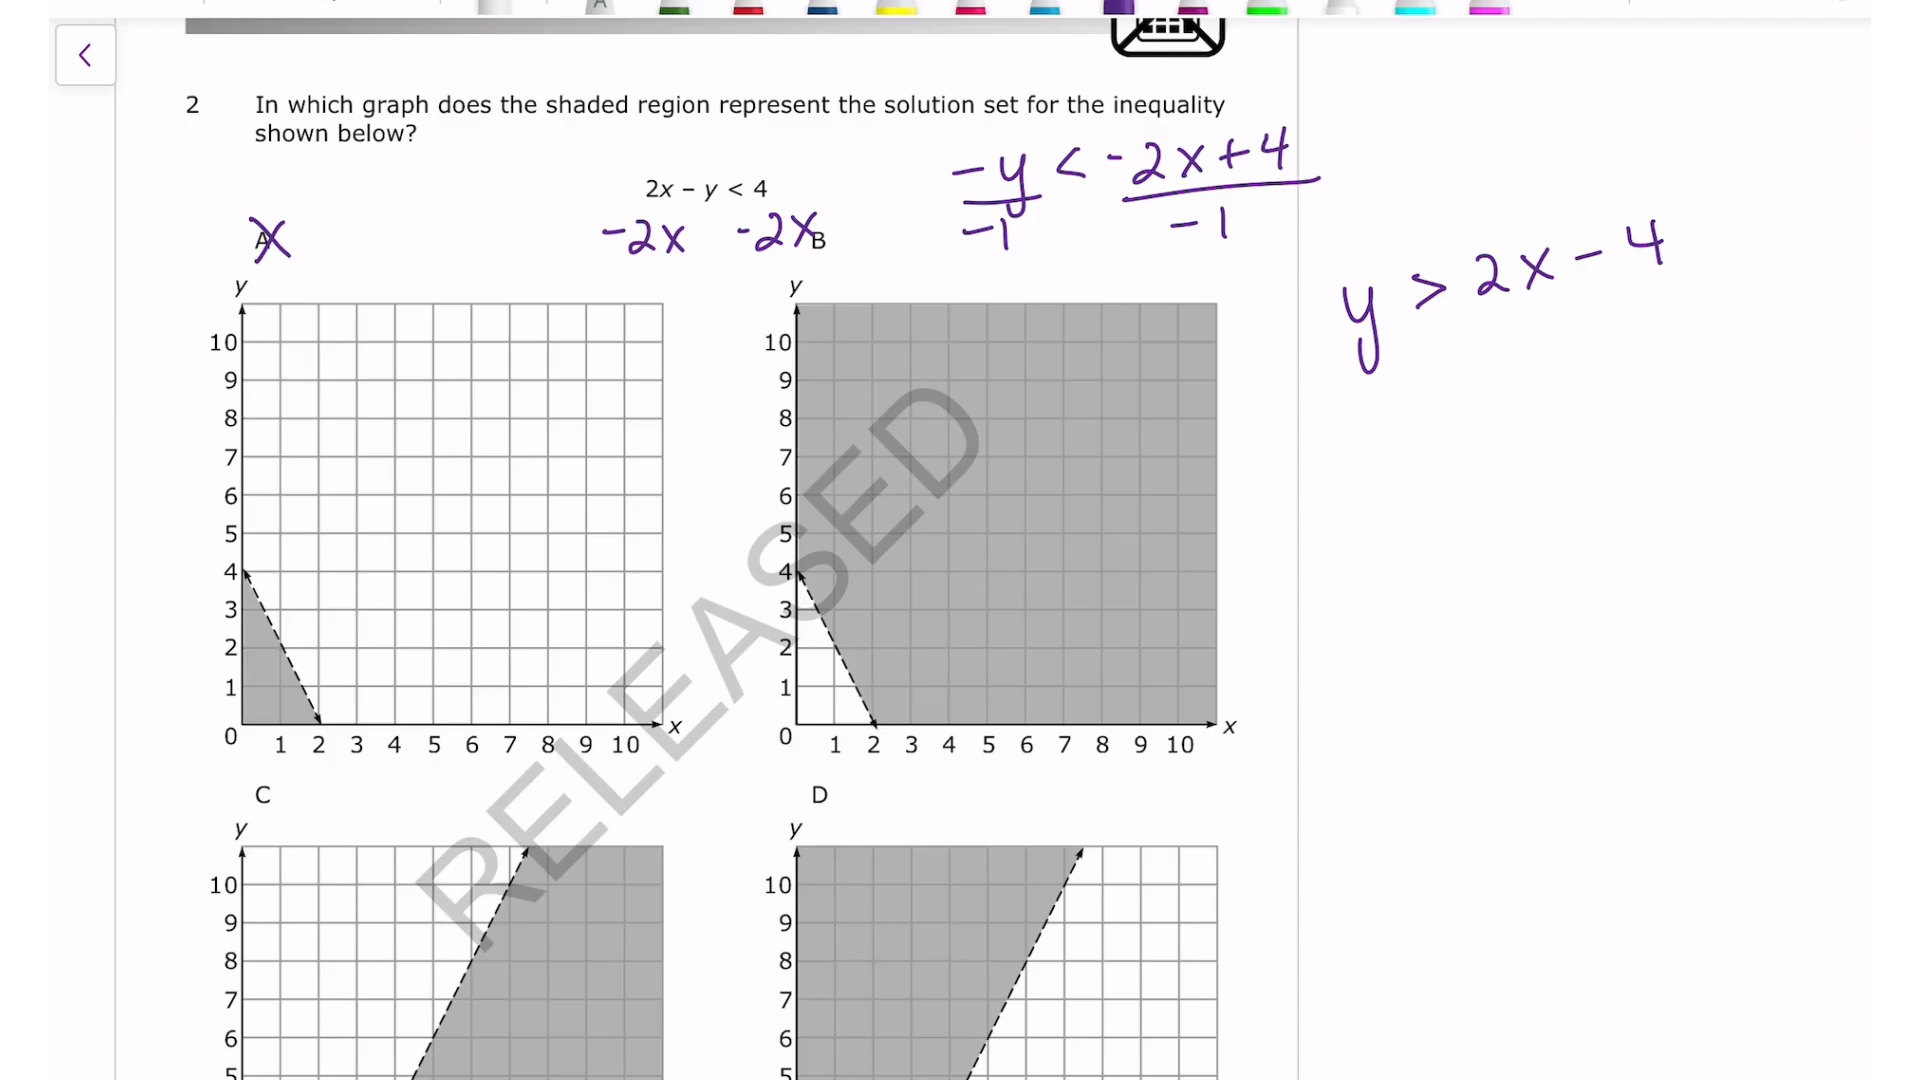 2 In which graph does the shaded region represent the solution set for the inequality
shown below?
2x – y < 4
-2x -2x
-y < -2x+4
-1 -1
y > 2x - 4
A
B
y
10
9
8
7
6
5
4
3
2
1
0
1 2 3 4 5 6 7 8 9 10
x
y
10
9
8
7
6
5
4
3
2
1
0
1 2 3 4 5 6 7 8 9 10
x
RELEASED
C
D
y
10
9
8
7
6
5
y
10
9
8
7
6
5